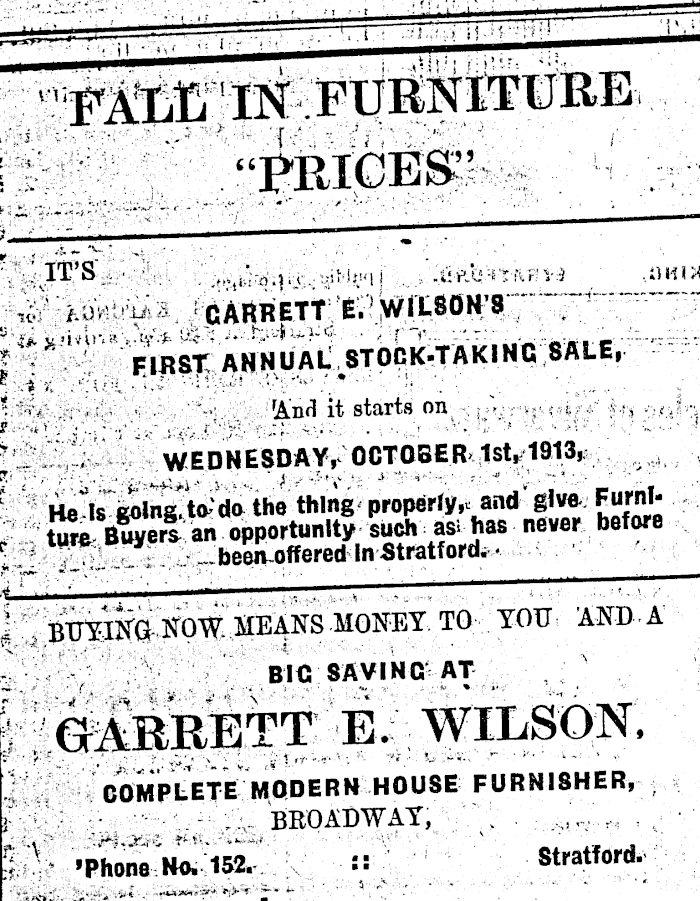 FALL IN FURNITURE
“PRICES”
IT'S
GARRETT E. WILSON'S
FIRST ANNUAL STOCK-TAKING SALE,
And it starts on
WEDNESDAY, OCTOBER 1st, 1913,
He is going to do the thing properly, and give Furni-
ture Buyers an opportunity such as has never before
been offered in Stratford.
BUYING NOW MEANS MONEY TO YOU AND A
BIG SAVING AT
GARRETT E. WILSON,
COMPLETE MODERN HOUSE FURNISHER,
BROADWAY,
'Phone No. 152. :: Stratford.